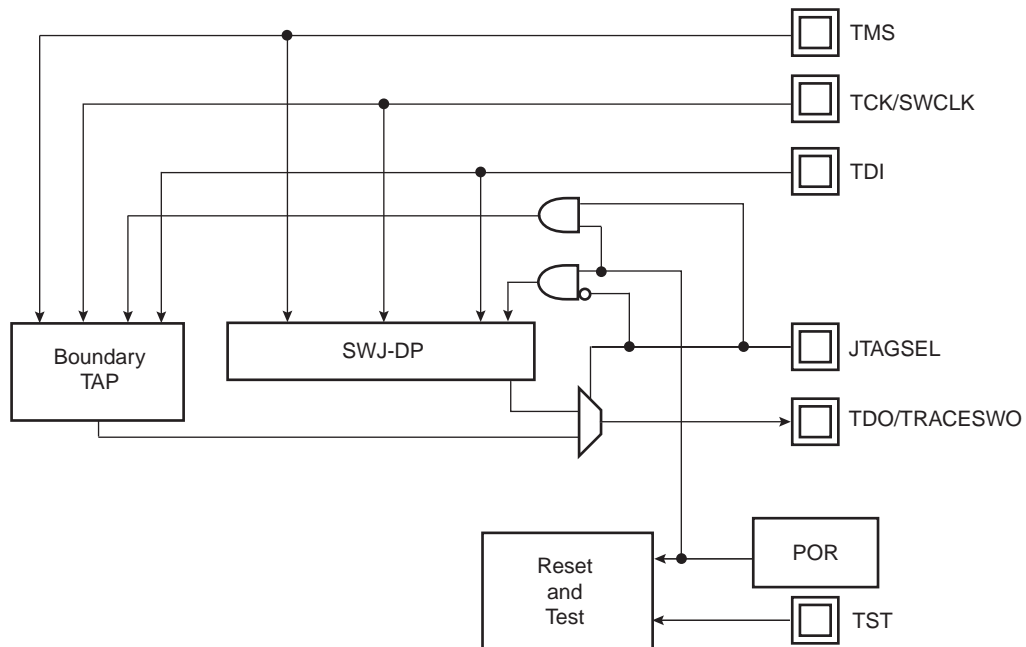 TMS
TCK/SWCLK
TDI
Boundary
TAP
SWJ-DP
JTAGSEL
TDO/TRACESWO
Reset
and
Test
POR
TST